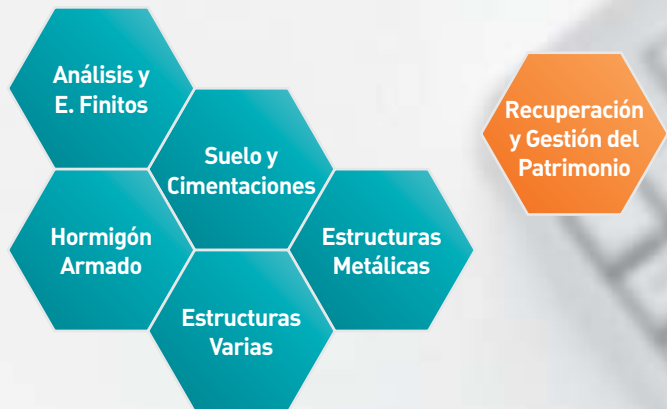 Análisis y
E. Finitos
Suelo y
Cimentaciones
Hormigón
Armado
Estructuras
Metálicas
Estructuras
Varias
Recuperación
y Gestión del
Patrimonio